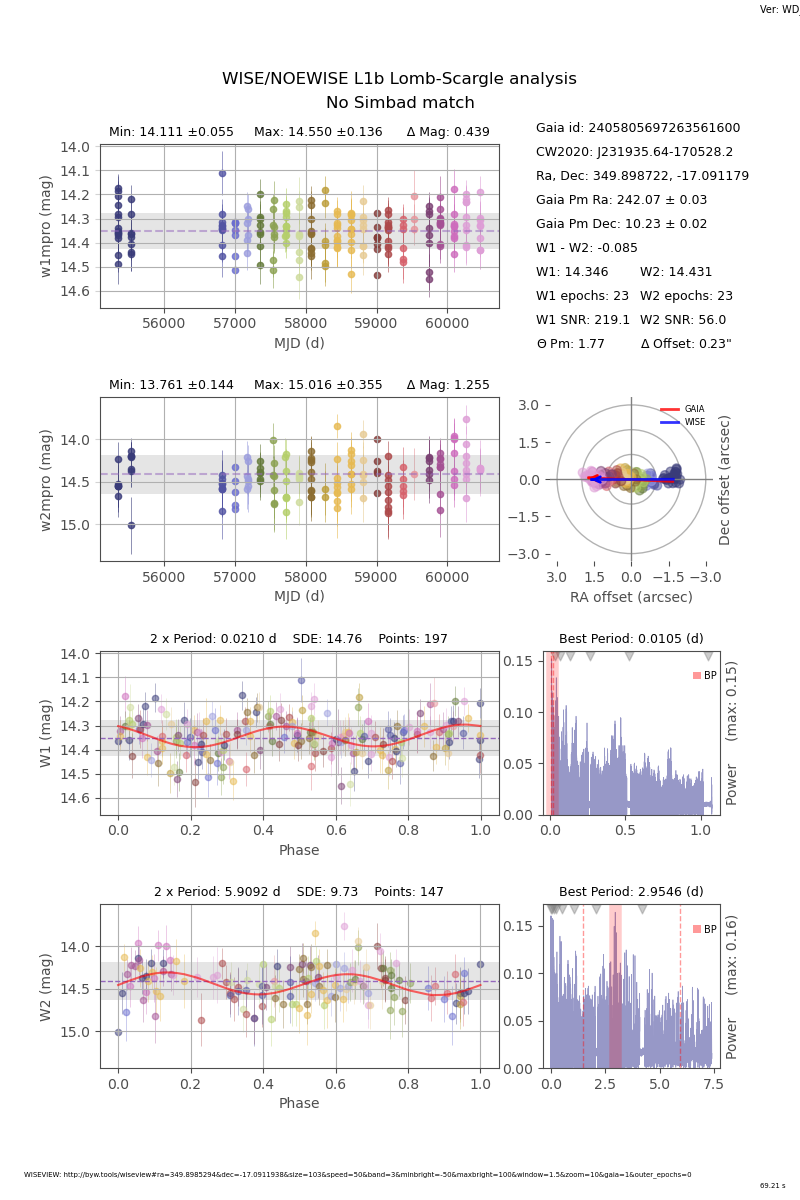 Ver: WD_
WISE/NOEWISE L1b Lomb-Scargle analysis
No Simbad match
Min: 14.111 ±0.055 Max: 14.550 ±0.136 Δ Mag: 0.439
14.0
14.1
14.2
14.3
14.4
14.5
14.6
w1mpro (mag)
56000 57000 58000 59000 60000
MJD (d)
Gaia id: 2405805697263561600
CW2020: J231935.64-170528.2
Ra, Dec: 349.898722, -17.091179
Gaia Pm Ra: 242.07 ± 0.03
Gaia Pm Dec: 10.23 ± 0.02
W1 - W2: -0.085
W1: 14.346 W2: 14.431
W1 epochs: 23 W2 epochs: 23
W1 SNR: 219.1 W2 SNR: 56.0
Θ Pm: 1.77 Δ Offset: 0.23"
Min: 13.761 ±0.144 Max: 15.016 ±0.355 Δ Mag: 1.255
14.0
14.5
15.0
w2mpro (mag)
56000 57000 58000 59000 60000
MJD (d)
3.0
1.5
0.0
−1.5
−3.0
GAIA
WISE
Dec offset (arcsec)
3.0 1.5 0.0 −1.5 −3.0
RA offset (arcsec)
2 x Period: 0.0210 d SDE: 14.76 Points: 197
14.0
14.1
14.2
14.3
14.4
14.5
14.6
W1 (mag)
0.0 0.2 0.4 0.6 0.8 1.0
Phase
Best Period: 0.0105 (d)
0.15
0.10
0.05
0.00
BP
Power (max: 0.15)
0.0 0.5 1.0
2 x Period: 5.9092 d SDE: 9.73 Points: 147
14.0
14.5
15.0
W2 (mag)
0.0 0.2 0.4 0.6 0.8 1.0
Phase
Best Period: 2.9546 (d)
0.15
0.10
0.05
0.00
BP
Power (max: 0.16)
0.0 2.5 5.0 7.5
WISEVIEW: http://byw.tools/wiseview#ra=349.8985294&dec=-17.0911938&size=103&speed=50&band=3&minbright=-50&maxbright=100&window=1.5&zoom=10&gaia=1&outer_epochs=0
69.21 s